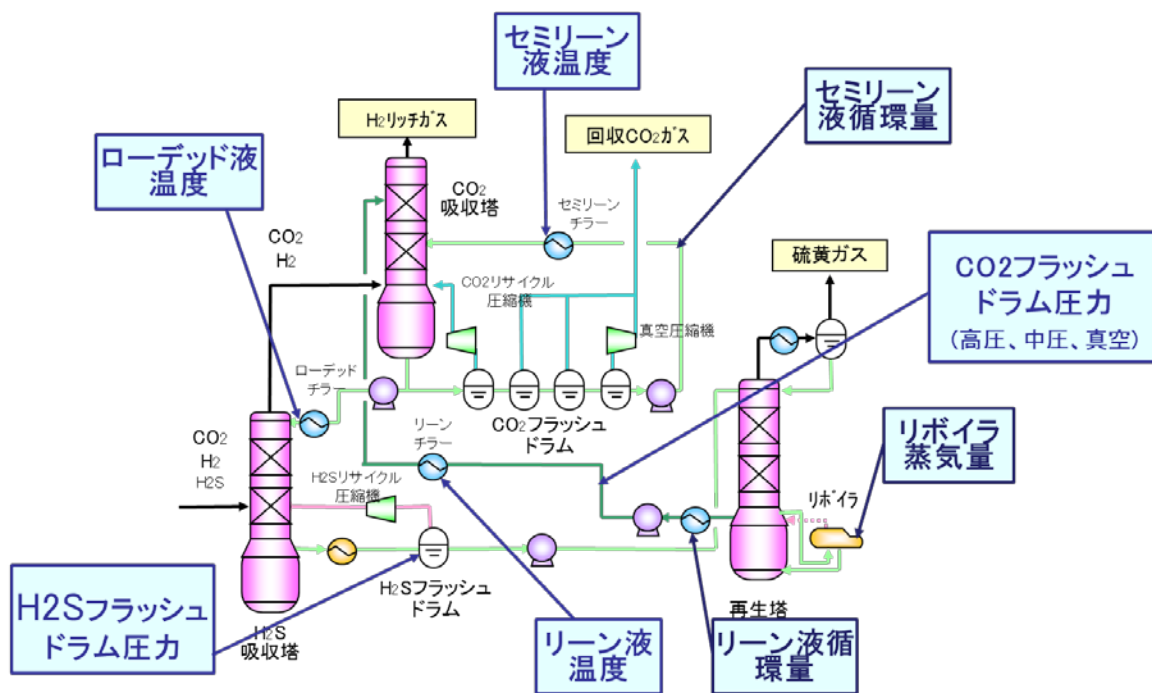 セミリーン
液温度
セミリーン
液循環量
H₂リッチガス
回収CO₂ガス
ローデッド液
温度
CO₂
吸収塔
セミリーン
チラー
CO₂
H₂
硫黄ガス
CO2フラッシュ
ドラム圧力
(高圧、中圧、真空)
CO2リサイクル
圧縮機
真空圧縮機
ローデッド
チラー
CO₂フラッシュ
ドラム
リーン
チラー
CO₂
H₂
H2S
H2Sリサイクル
圧縮機
リボイラ
蒸気量
リボイラ
H2Sフラッシュ
ドラム圧力
H₂Sフラッシュ
ドラム
H₂S
吸収塔
リーン液
温度
再生塔
リーン液循
環量